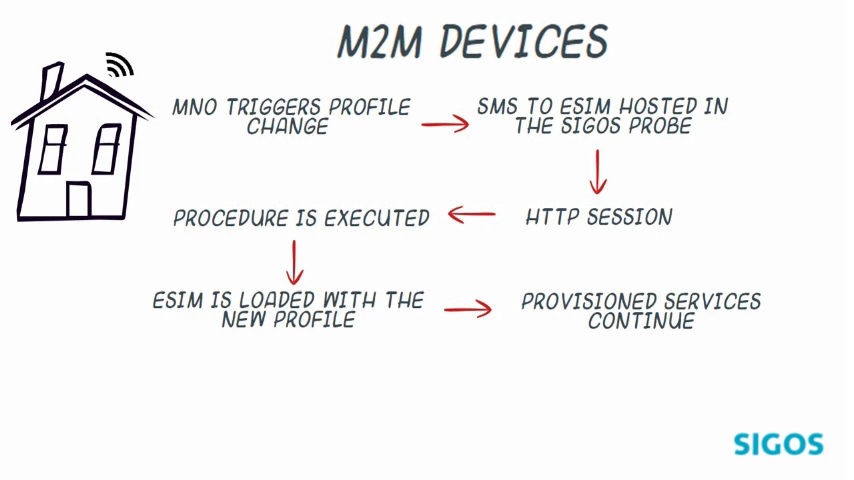 M2M DEVICES
MNO TRIGGERS PROFILE
CHANGE
SMS TO ESIM HOSTED IN
THE SIGOS PROBE
HTTP SESSION
PROCEDURE IS EXECUTED
ESIM IS LOADED WITH THE
NEW PROFILE
PROVISIONED SERVICES
CONTINUE
SIGOS